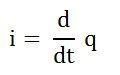 i = d/dt q